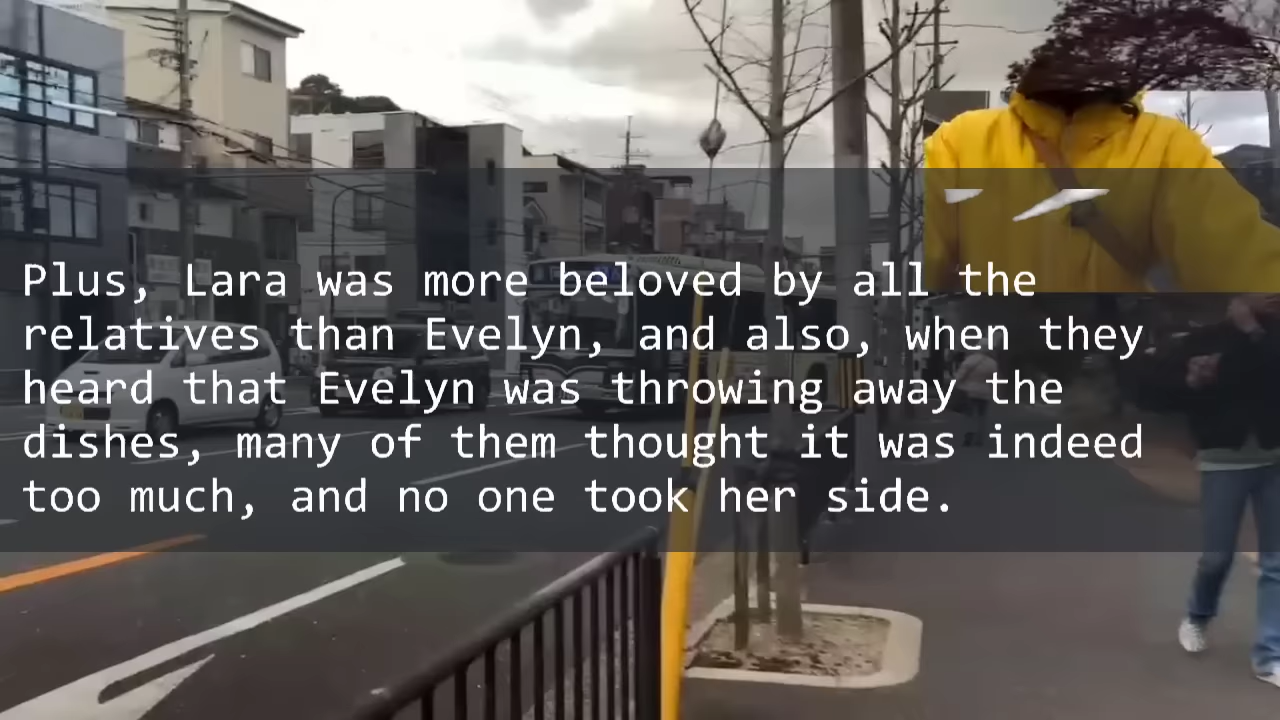 Plus, Lara was more beloved by all the
relatives than Evelyn, and also, when they
heard that Evelyn was throwing away the
dishes, many of them thought it was indeed
too much, and no one took her side.